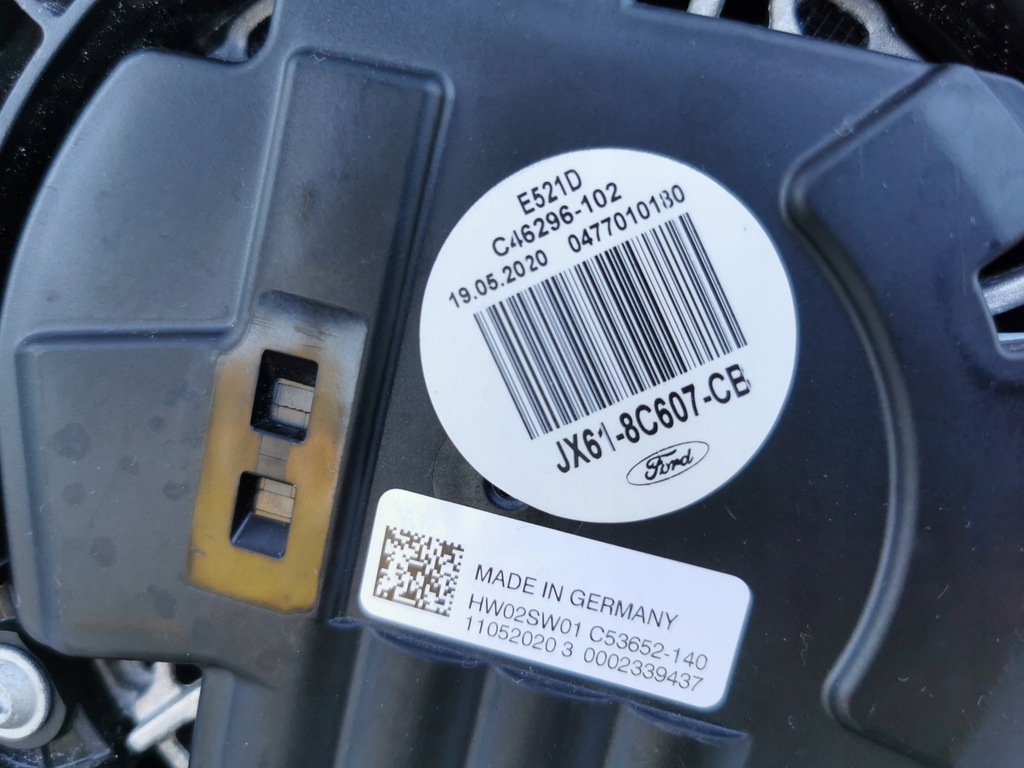 E521D
C46296-102
19.05.2020 0477010180
JX61-8C607-CE
Ford
MADE IN GERMANY
HW02SW01 C53652-140
11052020 3 0002339437